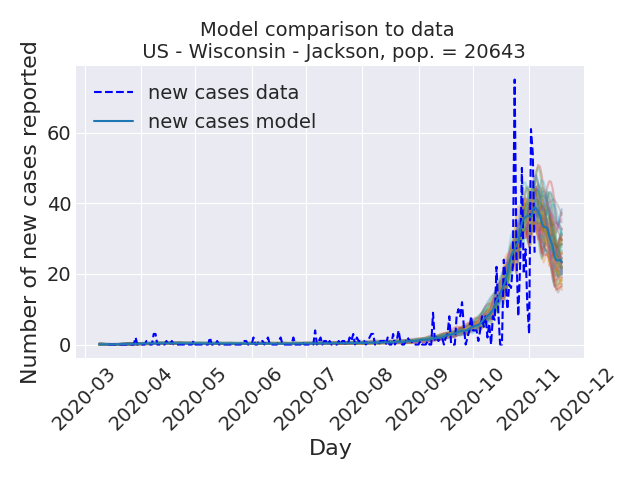 Model comparison to data
US - Wisconsin - Jackson, pop. = 20643
Number of new cases reported
60
40
20
0
new cases data
new cases model
2020-03
2020-04
2020-05
2020-06
2020-07
2020-08
2020-09
2020-10
2020-11
2020-12
Day